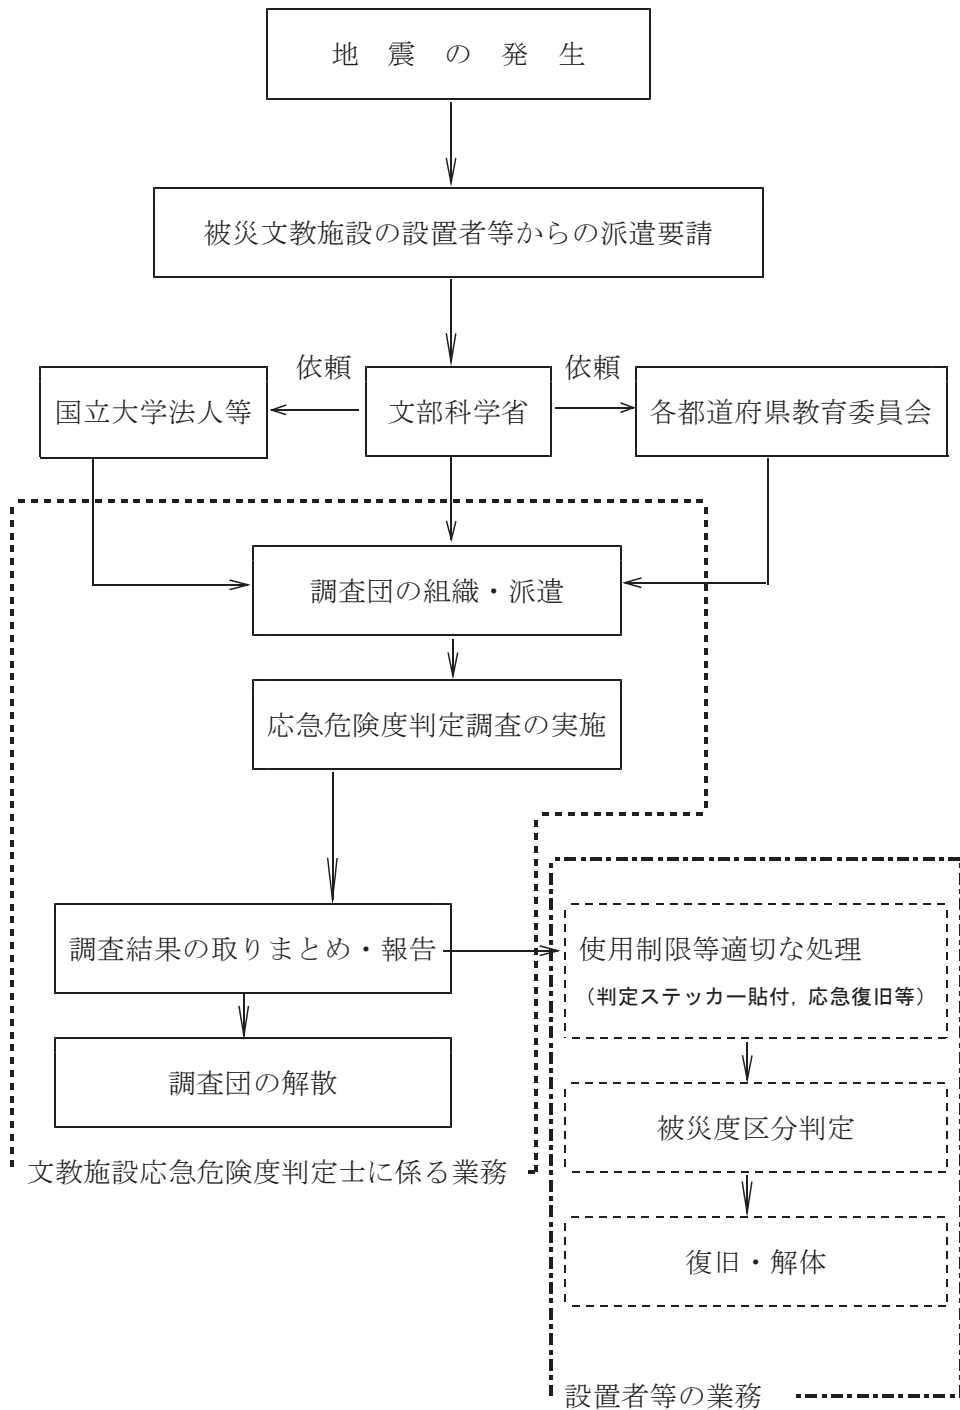 地 震 の 発 生
被災文教施設の設置者等からの派遣要請
依頼
依頼
国立大学法人等
文部科学省
各都道府県教育委員会
調査団の組織・派遣
応急危険度判定調査の実施
調査結果の取りまとめ・報告
使用制限等適切な処理
（判定ステッカー貼付，応急復旧等）
調査団の解散
被災度区分判定
文教施設応急危険度判定士に係る業務
復旧・解体
設置者等の業務